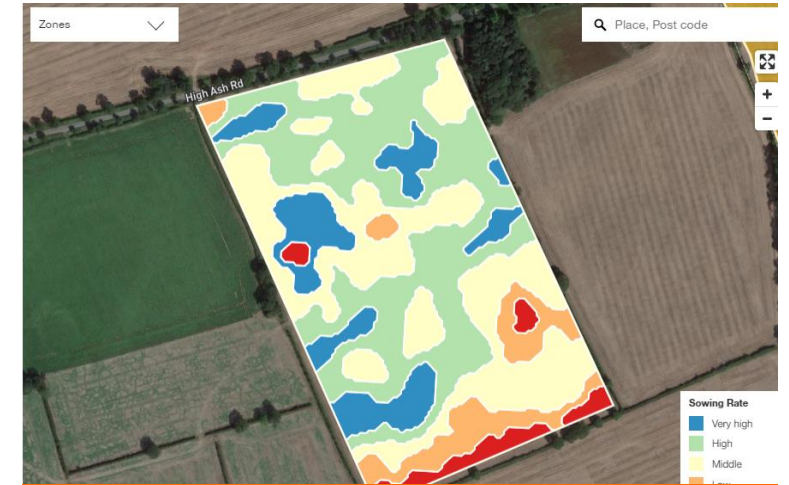 Zones
Place, Post code
High Ash Rd
+
−
Sowing Rate
Very high
High
Middle